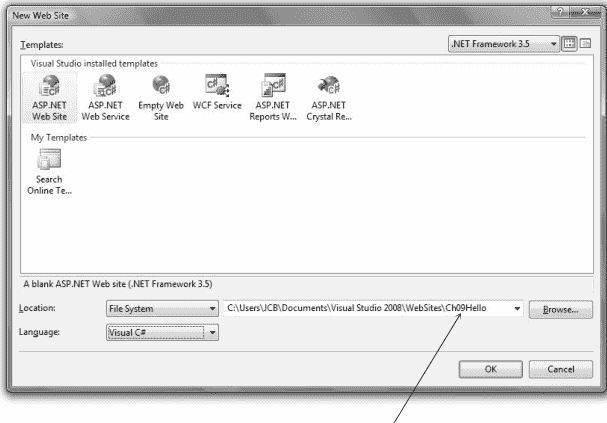 New Web Site
Templates:
.NET Framework 3.5
Visual Studio installed templates
ASP.NET Web Site
ASP.NET Web Service
Empty Web Site
WCF Service
ASP.NET Reports W...
ASP.NET Crystal Re...
My Templates
Search Online Te...
A blank ASP.NET Web site (.NET Framework 3.5)
Location:
File System
C:\Users\JCB\Documents\Visual Studio 2008\WebSites\Ch09Hello
Browse...
Language:
Visual C#
OK
Cancel